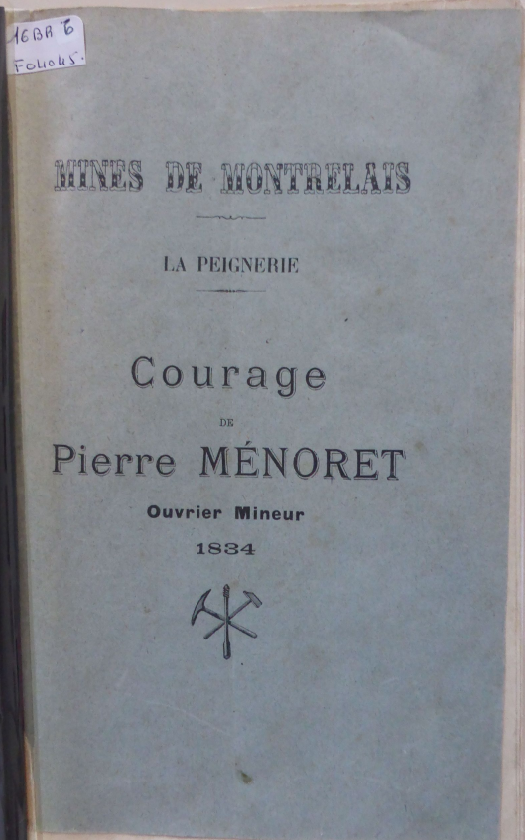 16BR 6
Folio 45.
MINES DE MONTRELAIS
LA PEIGNERIE
Courage
DE
Pierre MÉNORET
Ouvrier Mineur
1834